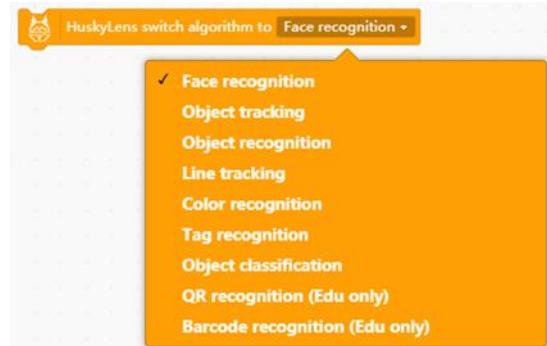 HuskyLens switch algorithm to Face recognition
Face recognition
Object tracking
Object recognition
Line tracking
Color recognition
Tag recognition
Object classification
QR recognition (Edu only)
Barcode recognition (Edu only)